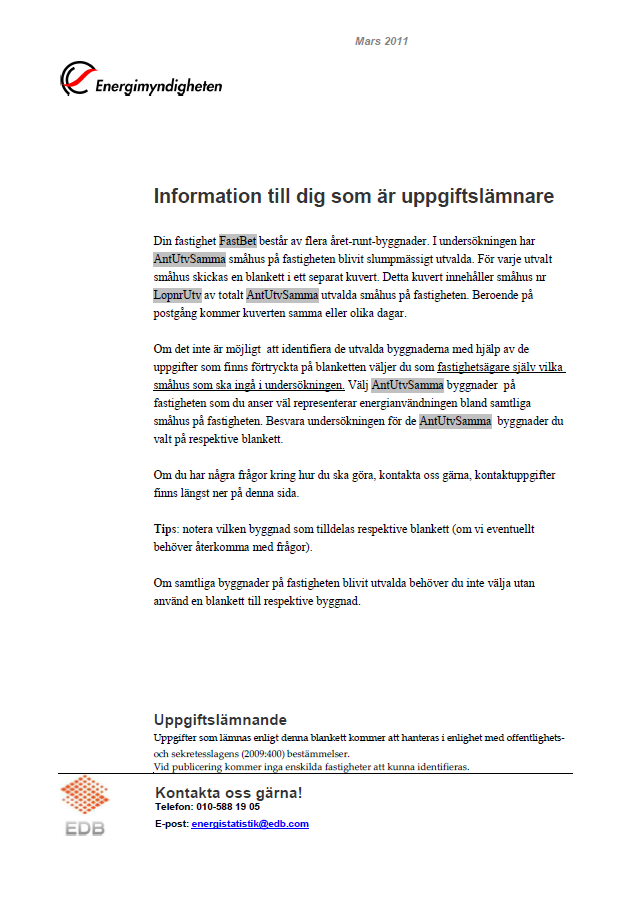 Mars 2011
Energimyndigheten
Information till dig som är uppgiftslämnare
Din fastighet FastBet består av flera året-runt-byggnader. I undersökningen har
AntUtvSamma småhus på fastigheten blivit slumpmässigt utvalda. För varje utvalt
småhus skickas en blankett i ett separat kuvert. Detta kuvert innehåller småhus nr
LopnrUtv av totalt AntUtvSamma utvalda småhus på fastigheten. Beroende på
postgång kommer kuverten samma eller olika dagar.
Om det inte är möjligt att identifiera de utvalda byggnaderna med hjälp av de
uppgifter som finns förtryckta på blanketten väljer du som fastighetsägare själv vilka
småhus som ska ingå i undersökningen. Välj AntUtvSamma byggnader på
fastigheten som du anser väl representerar energianvändningen bland samtliga
småhus på fastigheten. Besvara undersökningen för de AntUtvSamma byggnader du
valt på respektive blankett.
Om du har några frågor kring hur du ska göra, kontakta oss gärna, kontaktuppgifter
finns längst ner på denna sida.
Tips: notera vilken byggnad som tilldelas respektive blankett (om vi eventuellt
behöver återkomma med frågor).
Om samtliga byggnader på fastigheten blivit utvalda behöver du inte välja utan
använd en blankett till respektive byggnad.
Uppgiftslämnande
Uppgifter som lämnas enligt denna blankett kommer att hanteras i enlighet med offentlighets-
och sekretesslagens (2009:400) bestämmelser.
Vid publicering kommer inga enskilda fastigheter att kunna identifieras.
Kontakta oss gärna!
Telefon: 010-588 19 05
EDB
E-post: energistatistik@edb.com